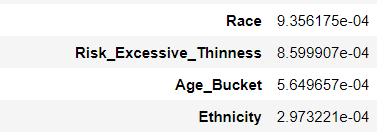 Race 9.356175e-04
Risk_Excessive_Thinness 8.599907e-04
Age_Bucket 5.649657e-04
Ethnicity 2.973221e-04